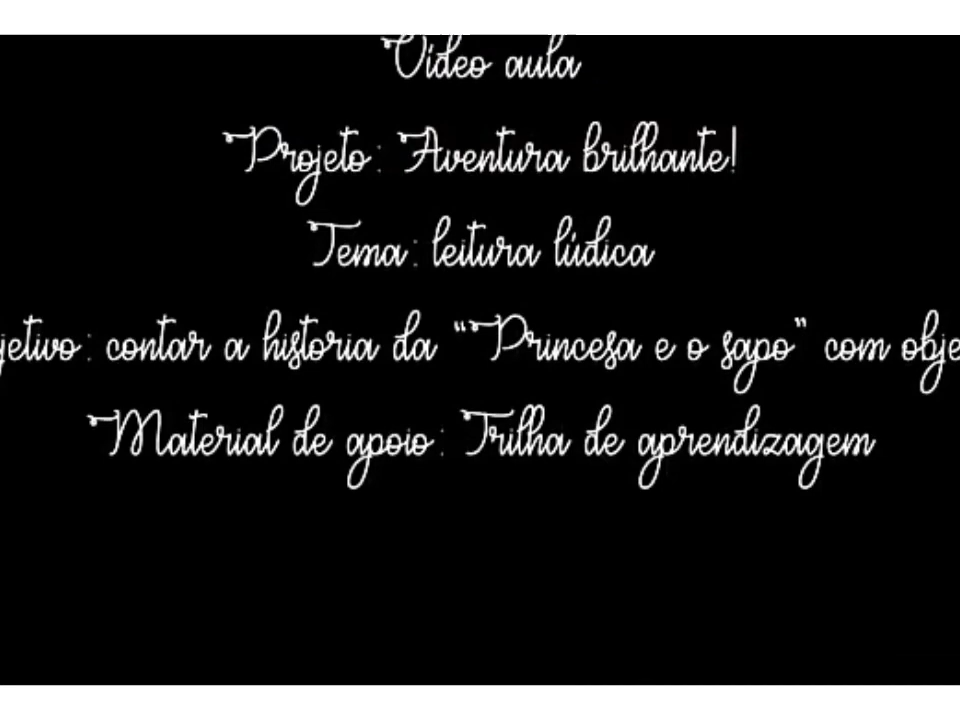 Vídeo aula
Projeto: Aventura brilhante!
Tema: leitura lúdica
jetivo: contar a historia da "Princesa e o sapo" com obje
Material de apoio: Trilha de aprendizagem